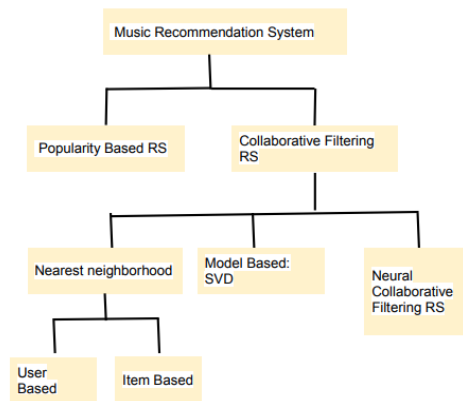 Music Recommendation System
Popularity Based RS
Collaborative Filtering
RS
Nearest neighborhood
Model Based:
SVD
Neural
Collaborative
Filtering RS
User
Based
Item Based